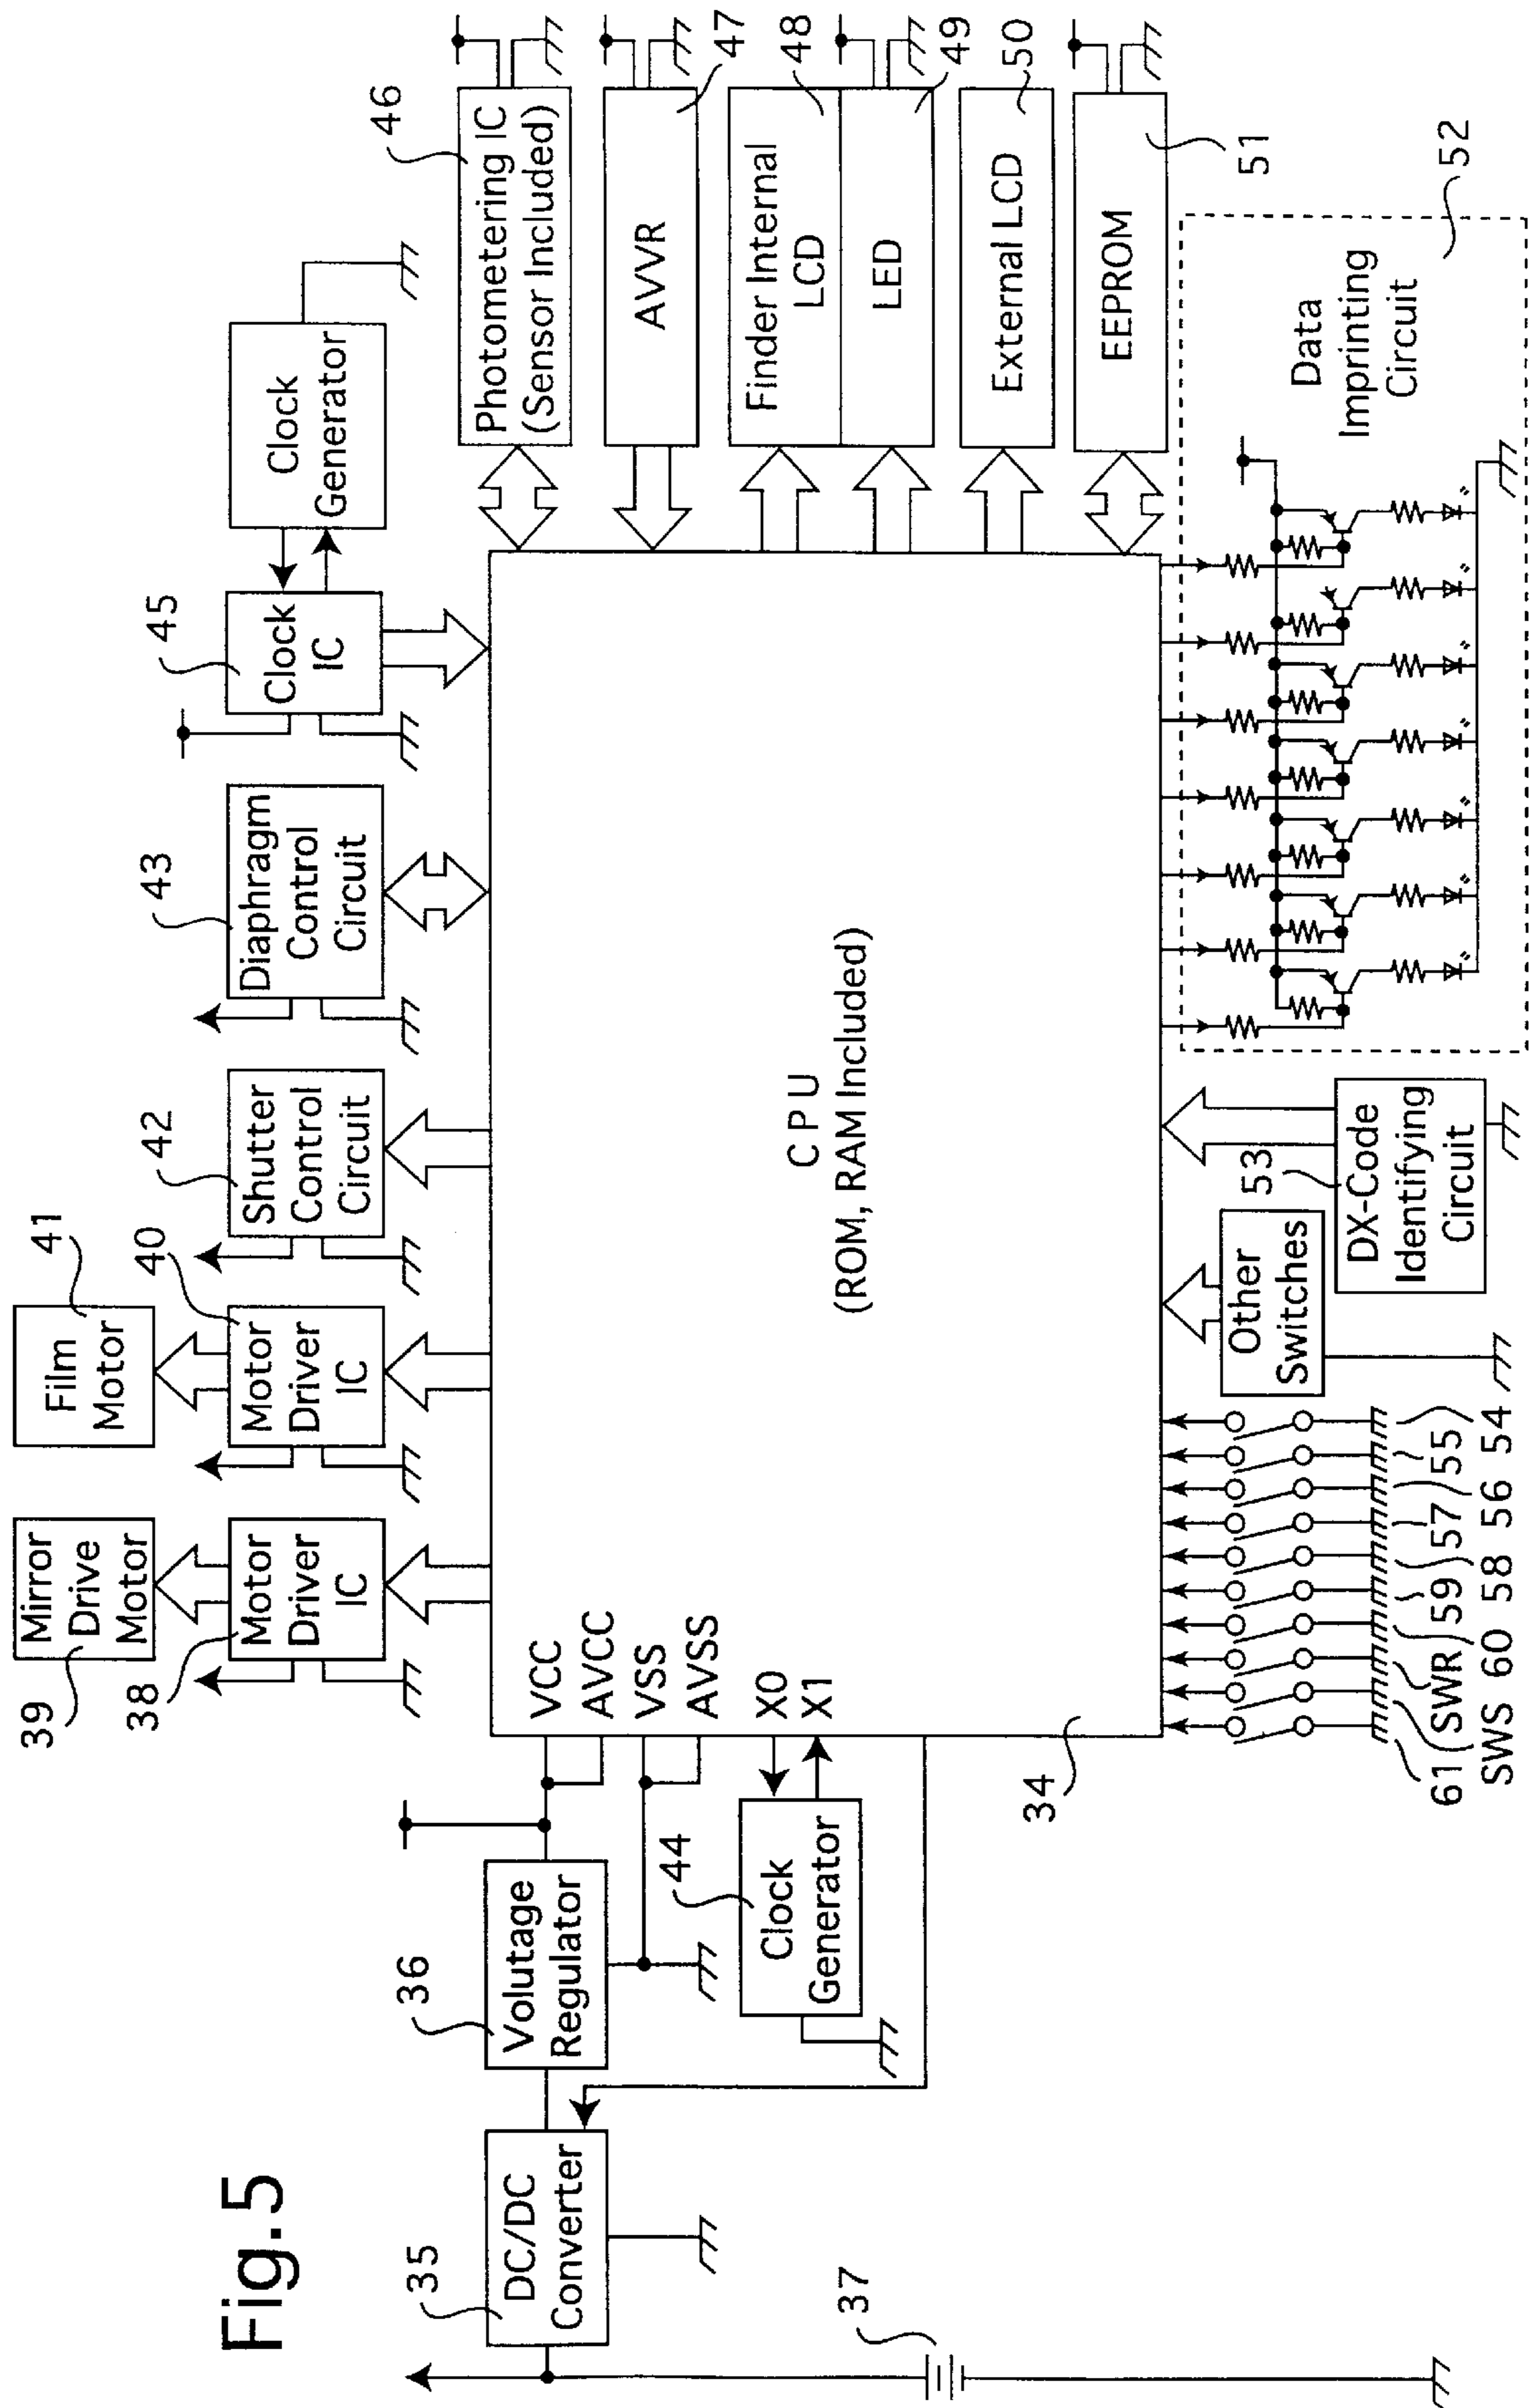 Fig.5
39
Mirror
Drive
Motor
41
Film
Motor
38
Motor
Driver
IC
40
Motor
Driver
IC
42
Shutter
Control
Circuit
43
Diaphragm
Control
Circuit
45
Clock
IC
Clock
Generator
35
DC/DC
Converter
36
Volutage
Regulator
37
44
Clock
Generator
VCC
AVCC
VSS
AVSS
X0
X1
CPU
(ROM, RAM Included)
34
46
Photometering IC
(Sensor Included)
AVVR
47
Finder Internal
LCD
48
LED
49
External LCD
50
EEPROM
51
61
SWS
SWR
60
59
58
57
56
55
54
Other
Switches
53
DX-Code
Identifying
Circuit
Data
Imprinting
Circuit
52